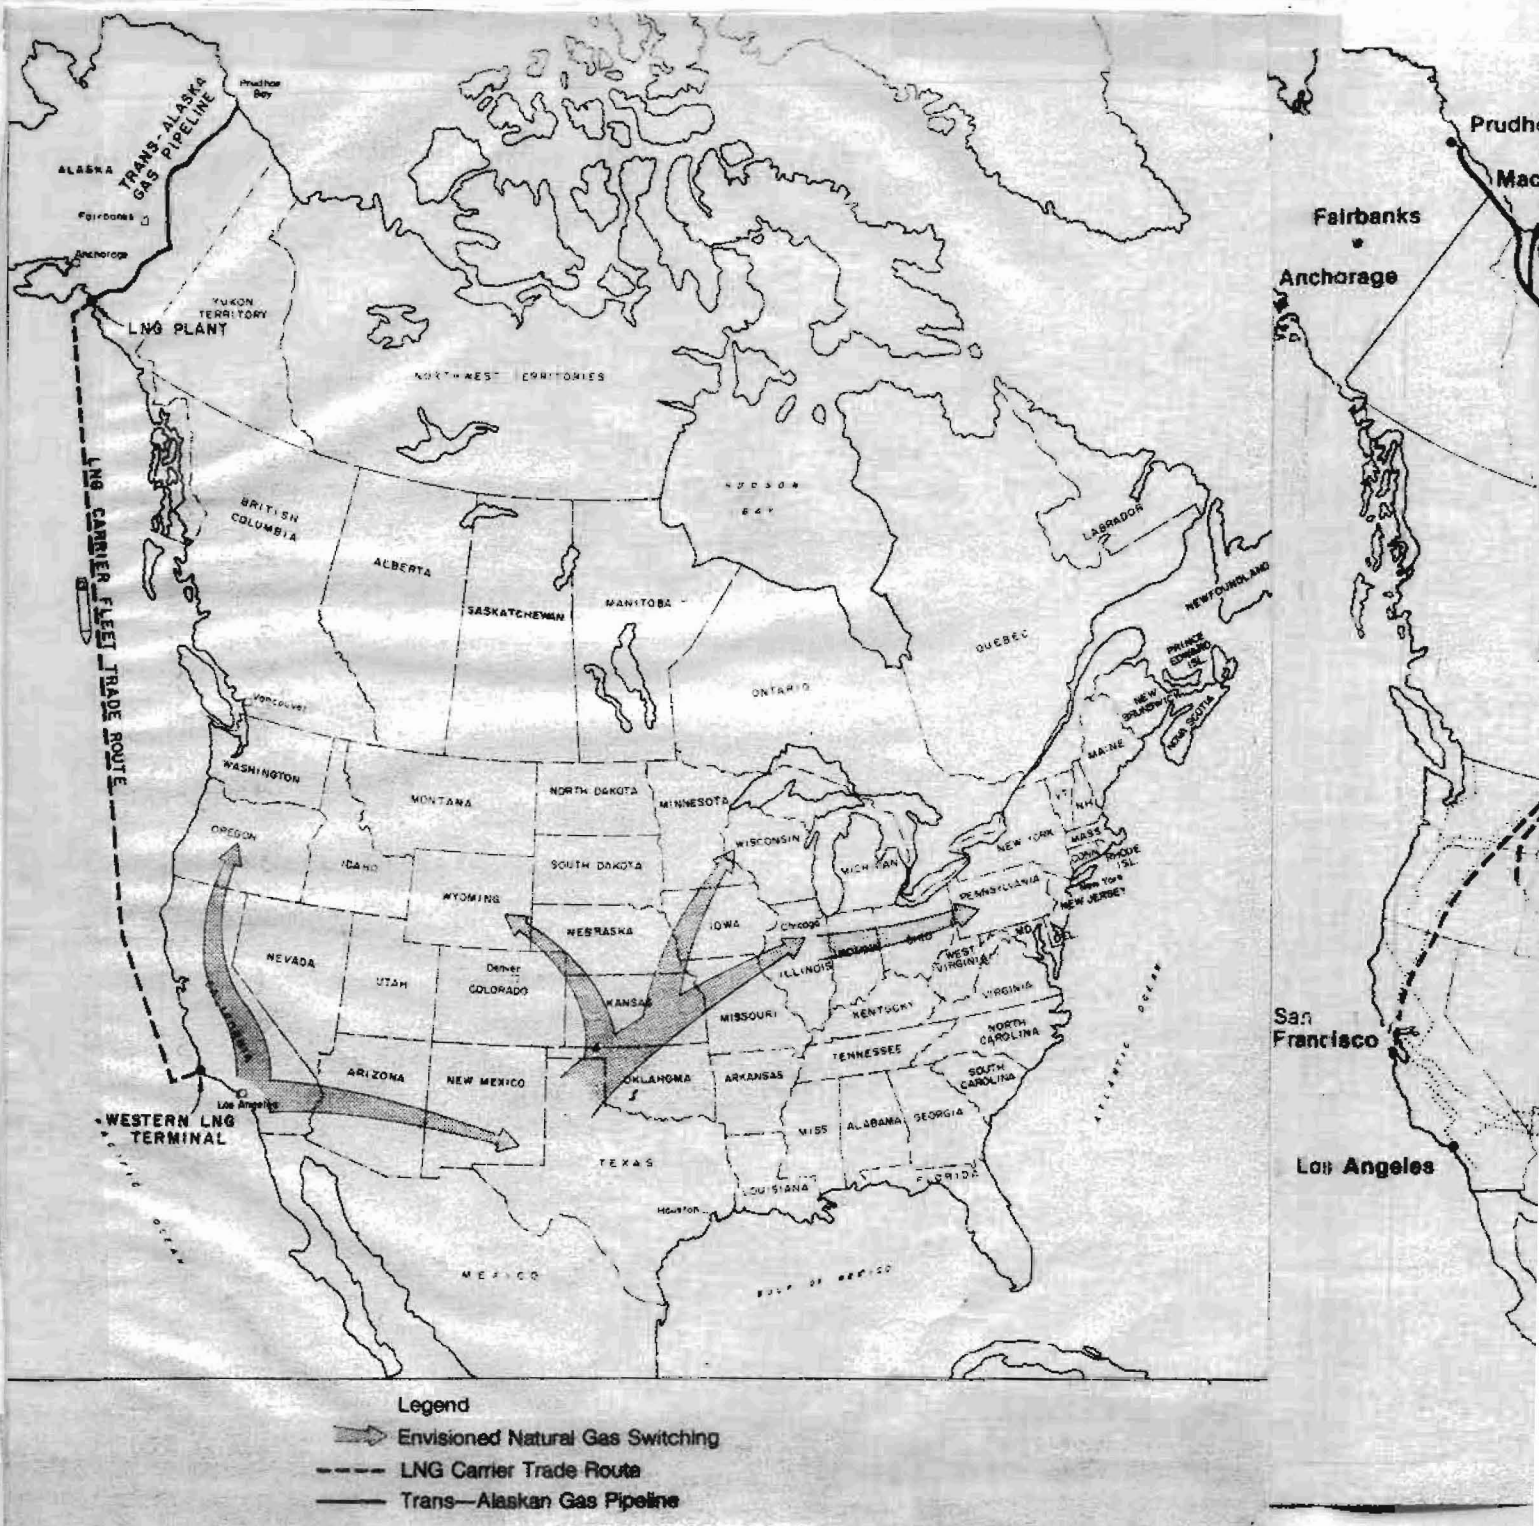 Prudhoe
Bay
TRANS-ALASKA
GAS PIPELINE
ALASKA
Fairbanks
Anchorage
YUKON
TERRITORY
LNG PLANT
NORTHWEST TERRITORIES
HUDSON
BAY
LABRADOR
NEWFOUNDLAND
BRITISH
COLUMBIA
ALBERTA
SASKATCHEWAN
MANITOBA
ONTARIO
QUEBEC
PRINCE
EDWARD
ISL.
NEW
BRUNSWICK
NOVA SCOTIA
MAINE
LNG CARRIER FLEET TRADE ROUTE
Vancouver
WASHINGTON
MONTANA
NORTH DAKOTA
MINNESOTA
WISCONSIN
MICHIGAN
NEW YORK
VT.
N.H.
MASS
CONN
RHODE
ISL.
New York
NEW JERSEY
PENNSYLVANIA
OREGON
IDAHO
SOUTH DAKOTA
WYOMING
NEBRASKA
IOWA
Chicago
ILLINOIS
INDIANA
OHIO
MD.
DEL.
WEST
VIRGINIA
VIRGINIA
NEVADA
UTAH
Denver
COLORADO
KANSAS
MISSOURI
KENTUCKY
NORTH
CAROLINA
TENNESSEE
SOUTH
CAROLINA
CALIFORNIA
ARIZONA
NEW MEXICO
OKLAHOMA
ARKANSAS
MISS
ALABAMA
GEORGIA
Los Angeles
WESTERN LNG
TERMINAL
TEXAS
LOUISIANA
FLORIDA
Houston
MEXICO
GULF OF MEXICO
ATLANTIC OCEAN
PACIFIC OCEAN
Legend
Envisioned Natural Gas Switching
LNG Carrier Trade Route
Trans—Alaskan Gas Pipeline
Prudho
Mac
Fairbanks
Anchorage
San
Francisco
Los Angeles